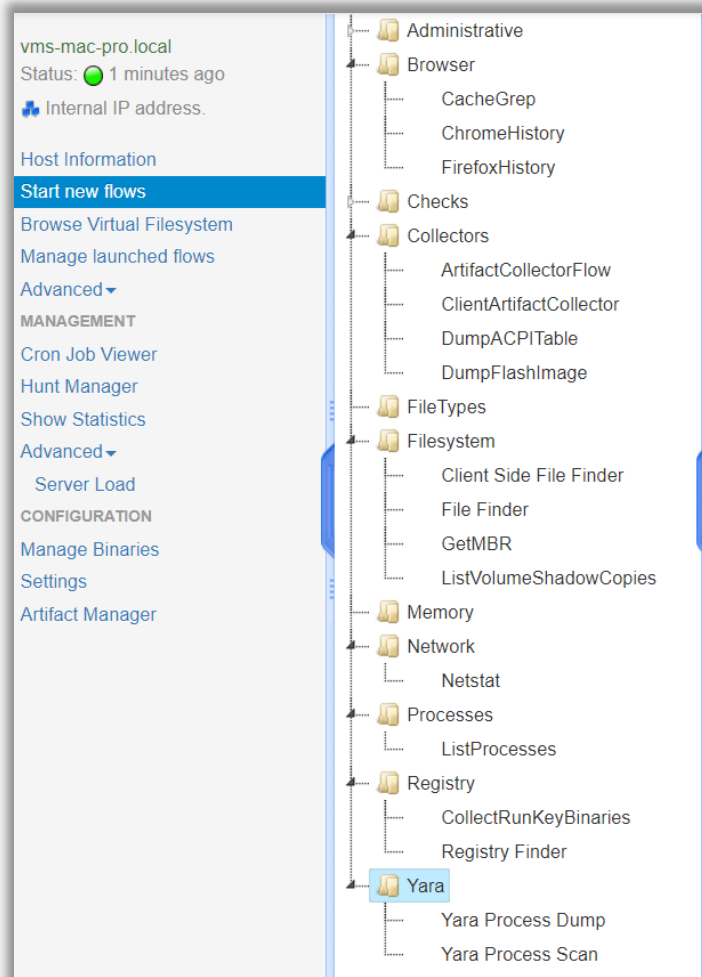 vms-mac-pro.local
Status: 1 minutes ago
Internal IP address.
Host Information
Start new flows
Browse Virtual Filesystem
Manage launched flows
Advanced
MANAGEMENT
Cron Job Viewer
Hunt Manager
Show Statistics
Advanced
Server Load
CONFIGURATION
Manage Binaries
Settings
Artifact Manager
Administrative
Browser
CacheGrep
ChromeHistory
FirefoxHistory
Checks
Collectors
ArtifactCollectorFlow
ClientArtifactCollector
DumpACPITable
DumpFlashImage
FileTypes
Filesystem
Client Side File Finder
File Finder
GetMBR
ListVolumeShadowCopies
Memory
Network
Netstat
Processes
ListProcesses
Registry
CollectRunKeyBinaries
Registry Finder
Yara
Yara Process Dump
Yara Process Scan